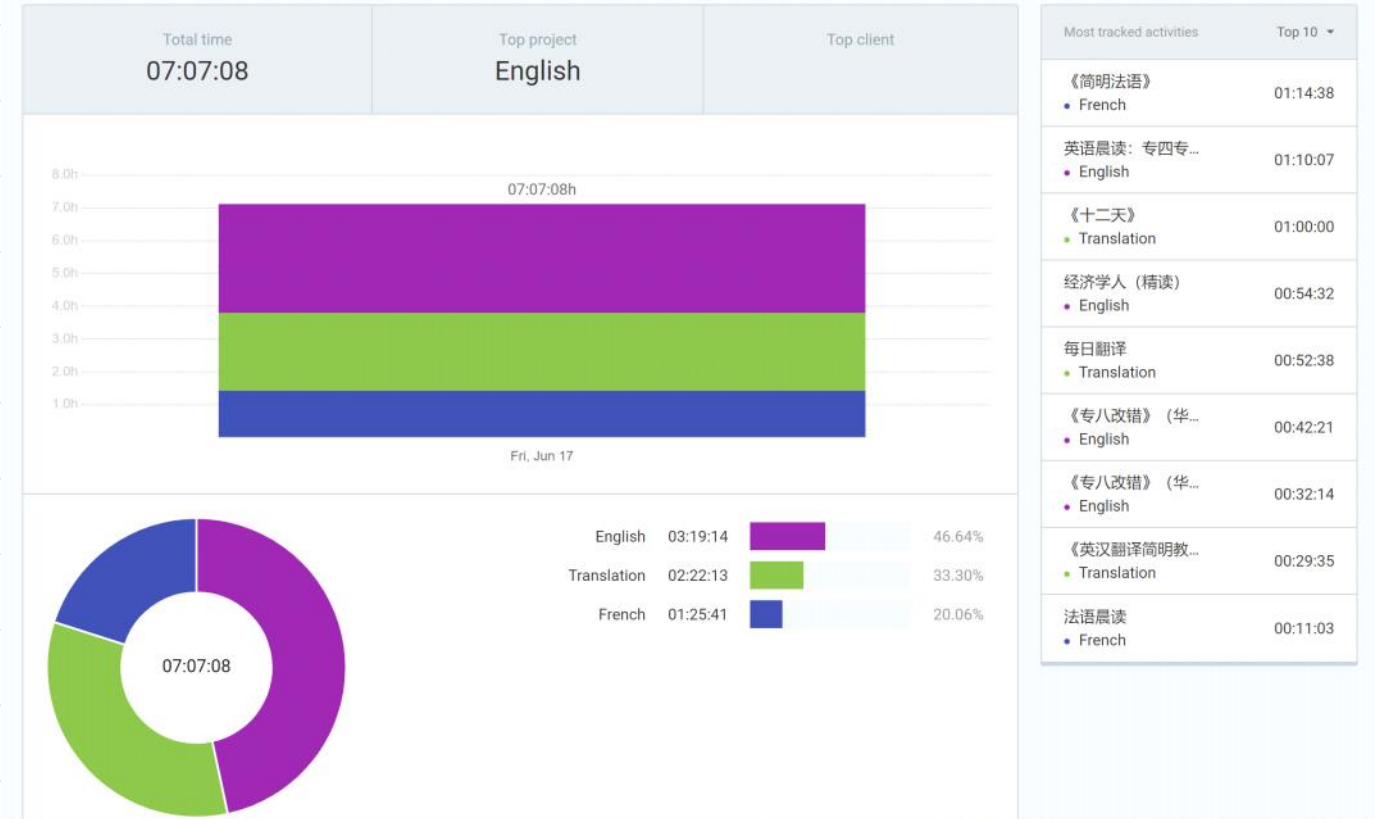 Total time
07:07:08
Top project
English
Top client
8.0h
7.0h
6.0h
5.0h
4.0h
3.0h
2.0h
1.0h
07:07:08h
Fri, Jun 17
07:07:08
English 03:19:14 46.64%
Translation 02:22:13 33.30%
French 01:25:41 20.06%
Most tracked activities Top 10
《简明法语》
French
01:14:38
英语晨读：专四专...
English
01:10:07
《十二天》
Translation
01:00:00
经济学人（精读）
English
00:54:32
每日翻译
Translation
00:52:38
《专八改错》（华...
English
00:42:21
《专八改错》（华...
English
00:32:14
《英汉翻译简明教...
Translation
00:29:35
法语晨读
French
00:11:03